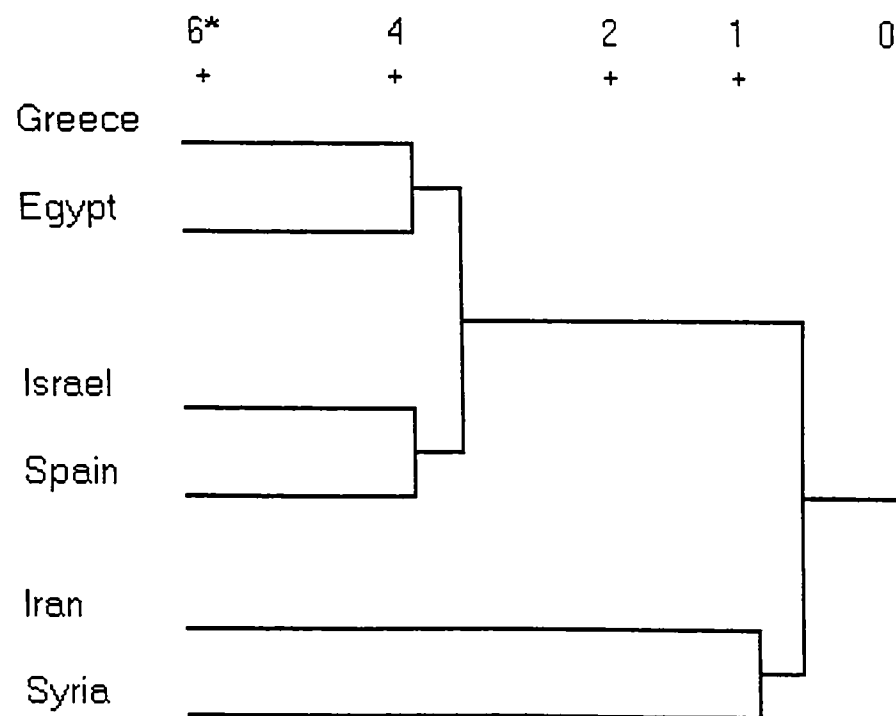 6* 4 2 1 0
+ + + +
Greece
Egypt
Israel
Spain
Iran
Syria